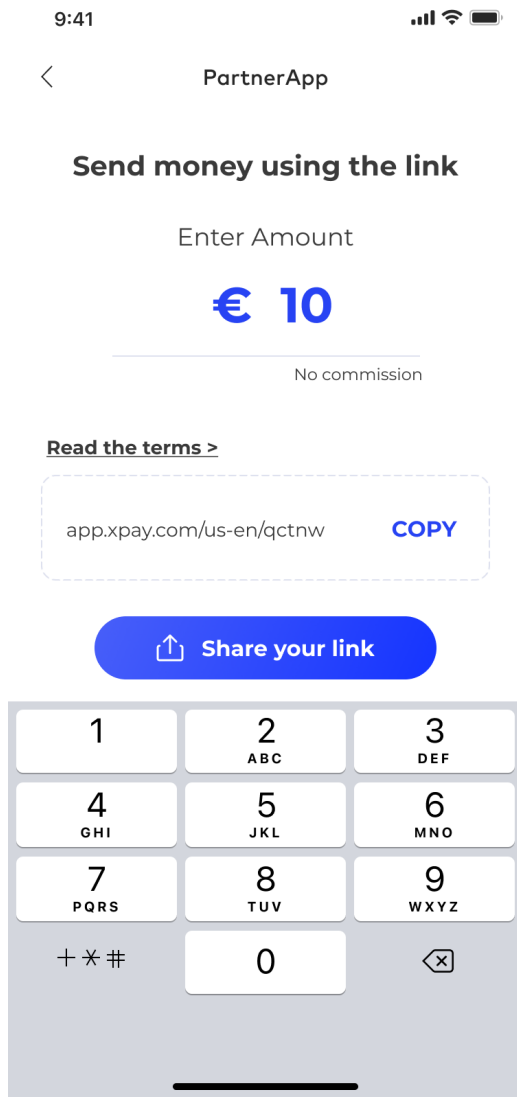 9:41
PartnerApp
Send money using the link
Enter Amount
€ 10
No commission
Read the terms >
app.xpay.com/us-en/qctnw COPY
Share your link
1 2 3
ABC DEF
4 5 6
GHI JKL MNO
7 8 9
PQRS TUV WXYZ
+*# 0